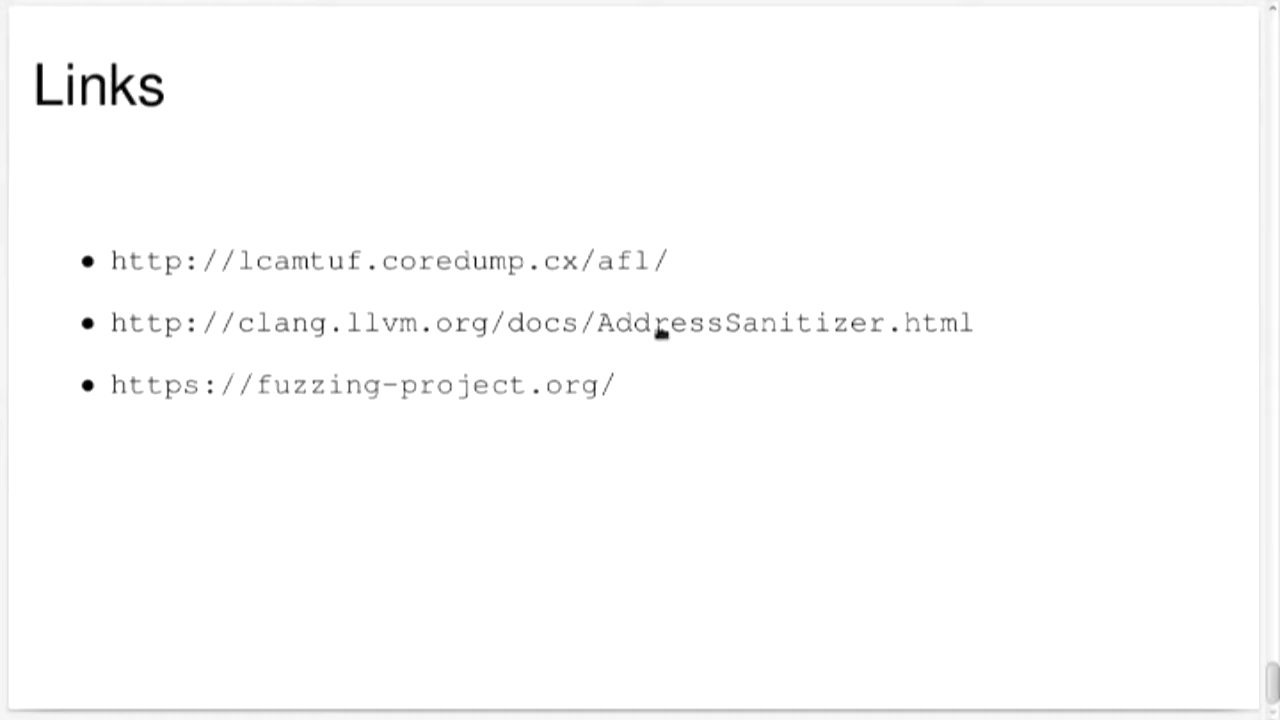 Links
http://lcamtuf.coredump.cx/afl/
http://clang.llvm.org/docs/AddressSanitizer.html
https://fuzzing-project.org/